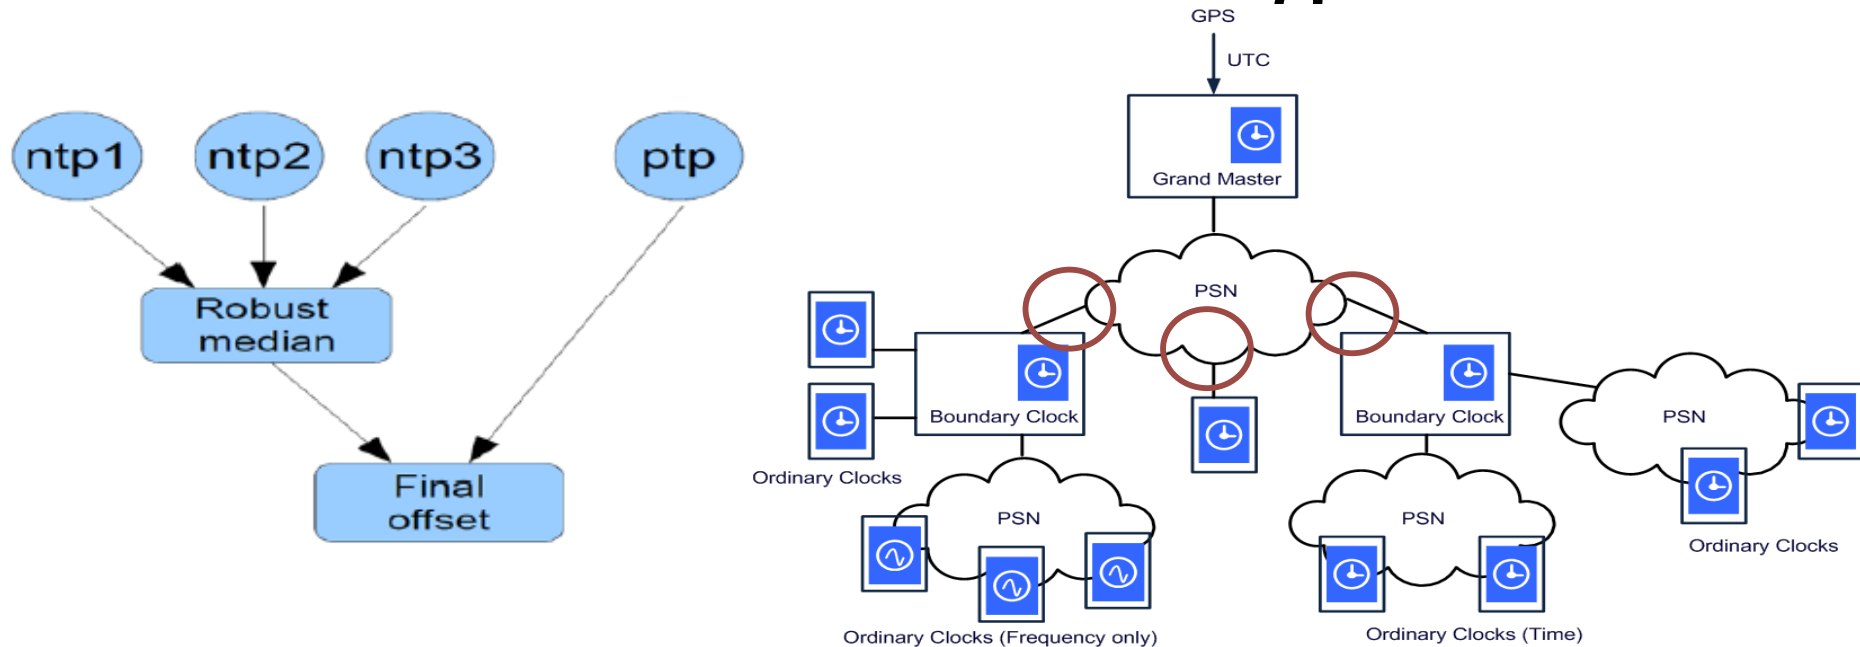 GPS
UTC
ntp1
ntp2
ntp3
ptp
Grand Master
Robust
median
PSN
Boundary Clock
Boundary Clock
PSN
Ordinary Clocks
Final
offset
PSN
PSN
Ordinary Clocks
Ordinary Clocks (Frequency only)
Ordinary Clocks (Time)